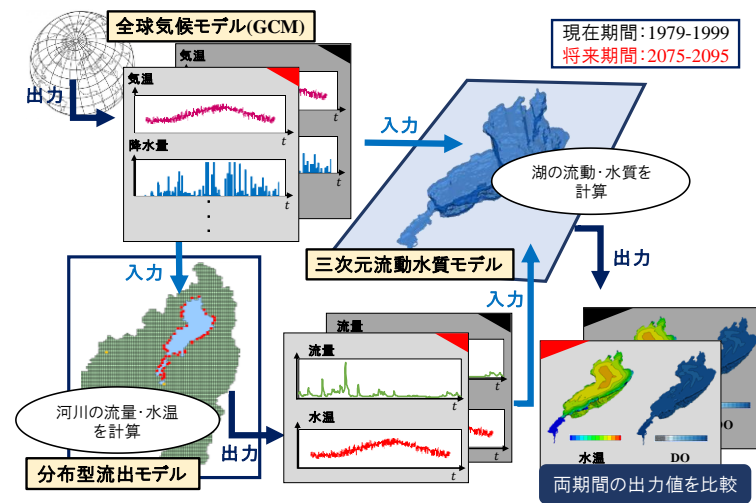 全球気候モデル(GCM)
現在期間：1979-1999
将来期間：2075-2095
出力
気温
気温
t
t
降水量
t
t
入力
湖の流動・水質を
計算
三次元流動水質モデル
出力
入力
入力
河川の流量・水温
を計算
分布型流出モデル
出力
流量
流量
t
t
水温
t
t
水温
DO
DO
両期間の出力値を比較